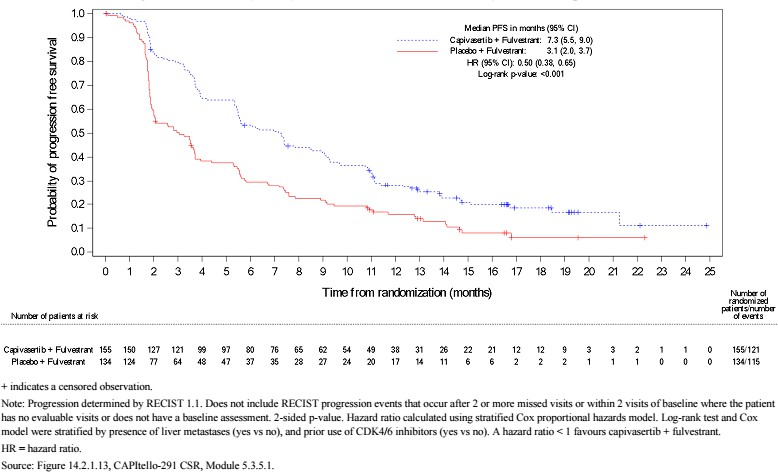 Median PFS in months (95% CI)
Capivasertib + Fulvestrant: 7.3 (5.5, 9.0)
Placebo + Fulvestrant: 3.1 (2.0, 3.7)
HR (95% CI): 0.50 (0.38, 0.65)
Log-rank p-value: <0.001
Probability of progression free survival
1.0
0.9
0.8
0.7
0.6
0.5
0.4
0.3
0.2
0.1
0.0
0 1 2 3 4 5 6 7 8 9 10 11 12 13 14 15 16 17 18 19 20 21 22 23 24 25
Time from randomization (months)
Number of patients at risk
Number of
randomized
patients/number
of events
Capivasertib + Fulvestrant 155 150 127 121 99 97 80 76 65 62 54 49 38 31 26 22 21 12 12 9 3 3 2 1 1 0 155/121
Placebo + Fulvestrant 134 124 77 64 48 47 37 35 28 27 24 20 17 14 11 6 6 2 2 2 1 1 1 0 0 0 134/115
+ indicates a censored observation.
Note: Progression determined by RECIST 1.1. Does not include RECIST progression events that occur after 2 or more missed visits or within 2 visits of baseline where the patient
has no evaluable visits or does not have a baseline assessment. 2-sided p-value. Hazard ratio calculated using stratified Cox proportional hazards model. Log-rank test and Cox
model were stratified by presence of liver metastases (yes vs no), and prior use of CDK4/6 inhibitors (yes vs no). A hazard ratio < 1 favours capivasertib + fulvestrant.
HR = hazard ratio.
Source: Figure 14.2.1.13, CAPItello-291 CSR, Module 5.3.5.1.